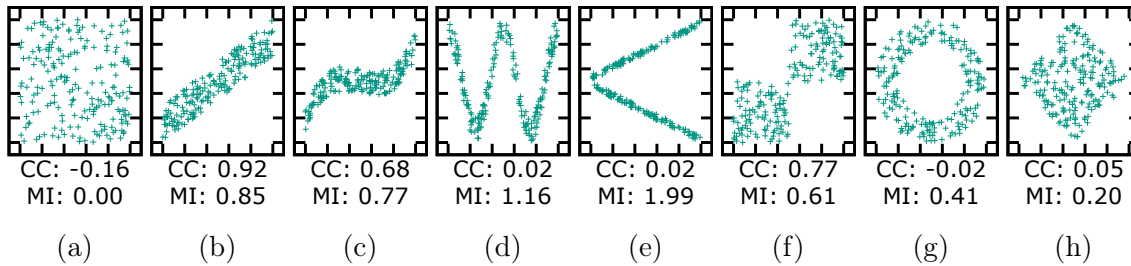 CC: -0.16 CC: 0.92 CC: 0.68 CC: 0.02 CC: 0.02 CC: 0.77 CC: -0.02 CC: 0.05
MI: 0.00 MI: 0.85 MI: 0.77 MI: 1.16 MI: 1.99 MI: 0.61 MI: 0.41 MI: 0.20
(a) (b) (c) (d) (e) (f) (g) (h)